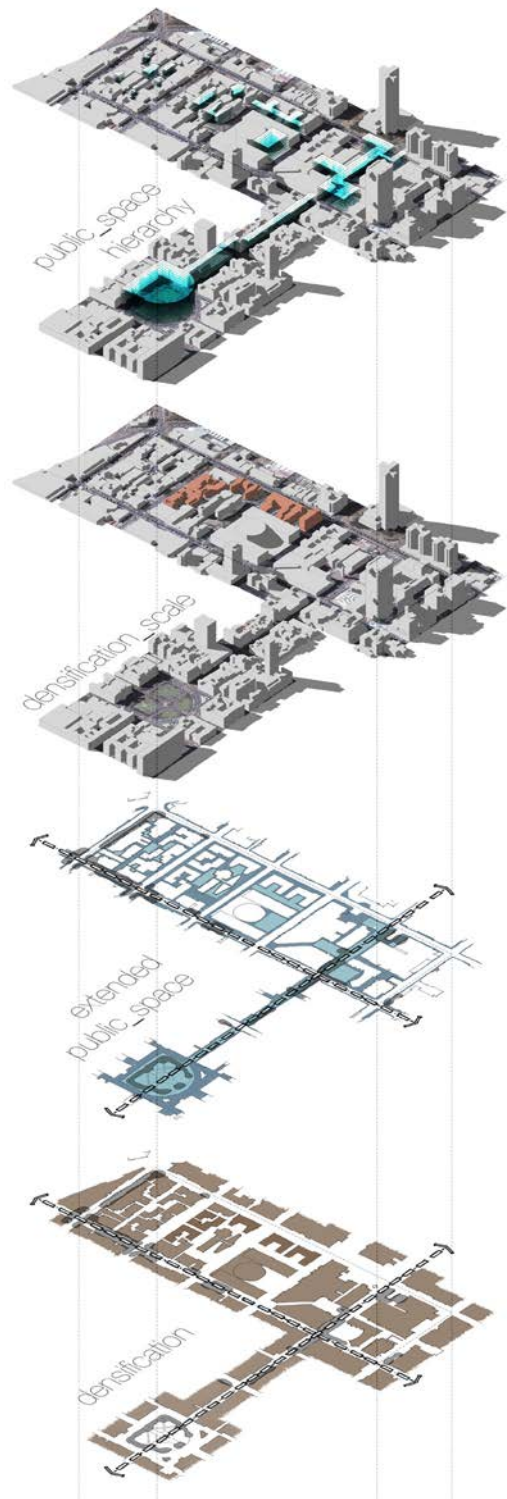 public_space
hierarchy
densification_scale
extended
public_space
densification